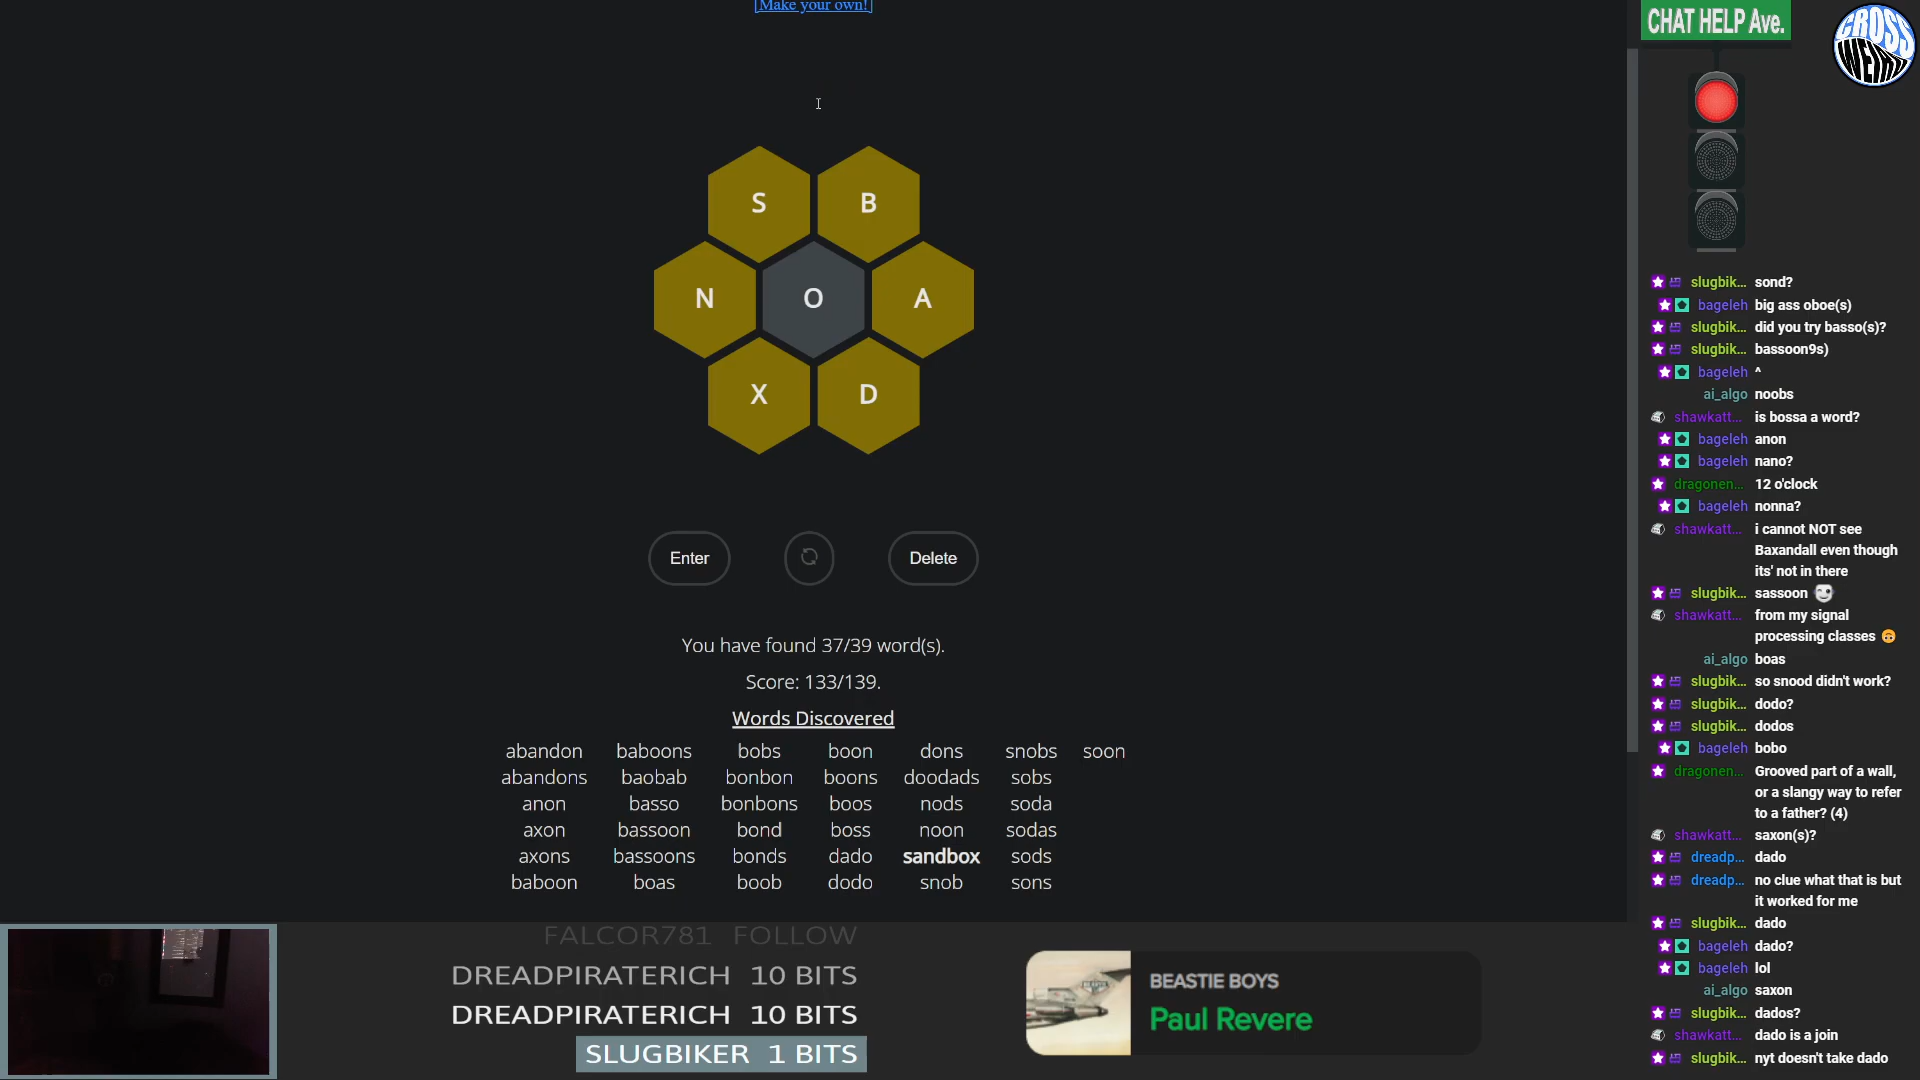 [Make your own!]
CHAT HELP Ave.
CROSS
WEIRD
S
B
N
O
A
X
D
Enter
Delete
You have found 37/39 word(s).
Score: 133/139.
Words Discovered
abandon baboons bobs boon dons snobs soon
abandons baobab bonbon boons doodads sobs
anon basso bonbons boos nods soda
axon bassoon bond boss noon sodas
axons bassoons bonds dado sandbox sods
baboon boas boob dodo snob sons
slugbik... sond?
bageleh big ass oboe(s)
slugbik... did you try basso(s)?
slugbik... bassoon9s)
bageleh ^
ai_algo noobs
shawkatt... is bossa a word?
bageleh anon
bageleh nano?
dragonen... 12 o'clock
bageleh nonna?
shawkatt... i cannot NOT see
Baxandall even though
its' not in there
slugbik... sassoon
shawkatt... from my signal
processing classes
ai_algo boas
slugbik... so snood didn't work?
slugbik... dodo?
slugbik... dodos
bageleh bobo
dragonen... Grooved part of a wall,
or a slangy way to refer
to a father? (4)
shawkatt... saxon(s)?
dreadp... dado
dreadp... no clue what that is but
it worked for me
slugbik... dado
bageleh dado?
bageleh lol
ai_algo saxon
slugbik... dados?
shawkatt... dado is a join
slugbik... nyt doesn't take dado
FALCOR781 FOLLOW
DREADPIRATERICH 10 BITS
DREADPIRATERICH 10 BITS
SLUGBIKER 1 BITS
BEASTIE BOYS
Paul Revere